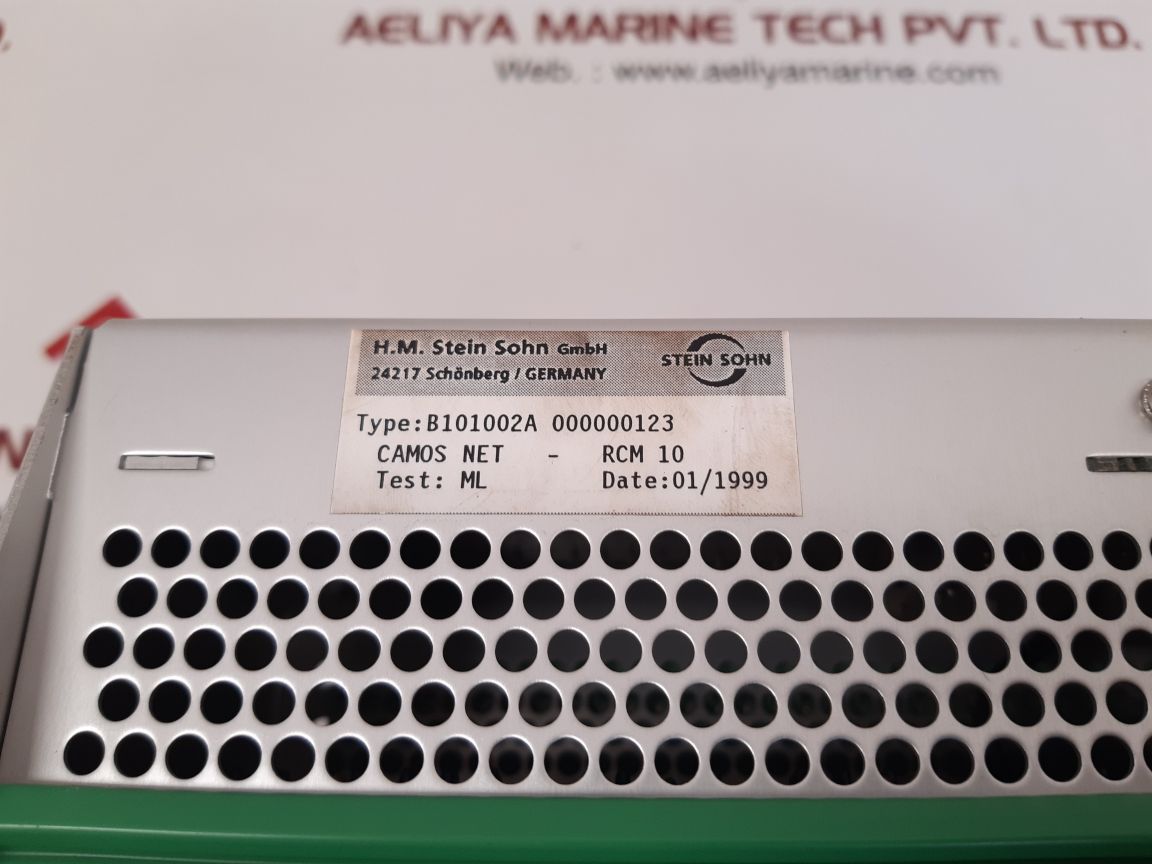 AELIYA MARINE TECH PVT. LTD.
Web. : www.aeliyamarine.com
H.M. Stein Sohn GmbH
24217 Schönberg / GERMANY
STEIN SOHN
Type:B101002A 000000123
CAMOS NET - RCM 10
Test: ML Date:01/1999